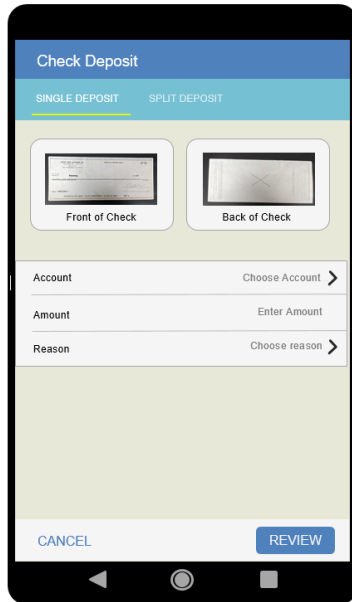 Check Deposit
SINGLE DEPOSIT SPLIT DEPOSIT
Front of Check Back of Check
Account Choose Account
Amount Enter Amount
Reason Choose reason
CANCEL REVIEW